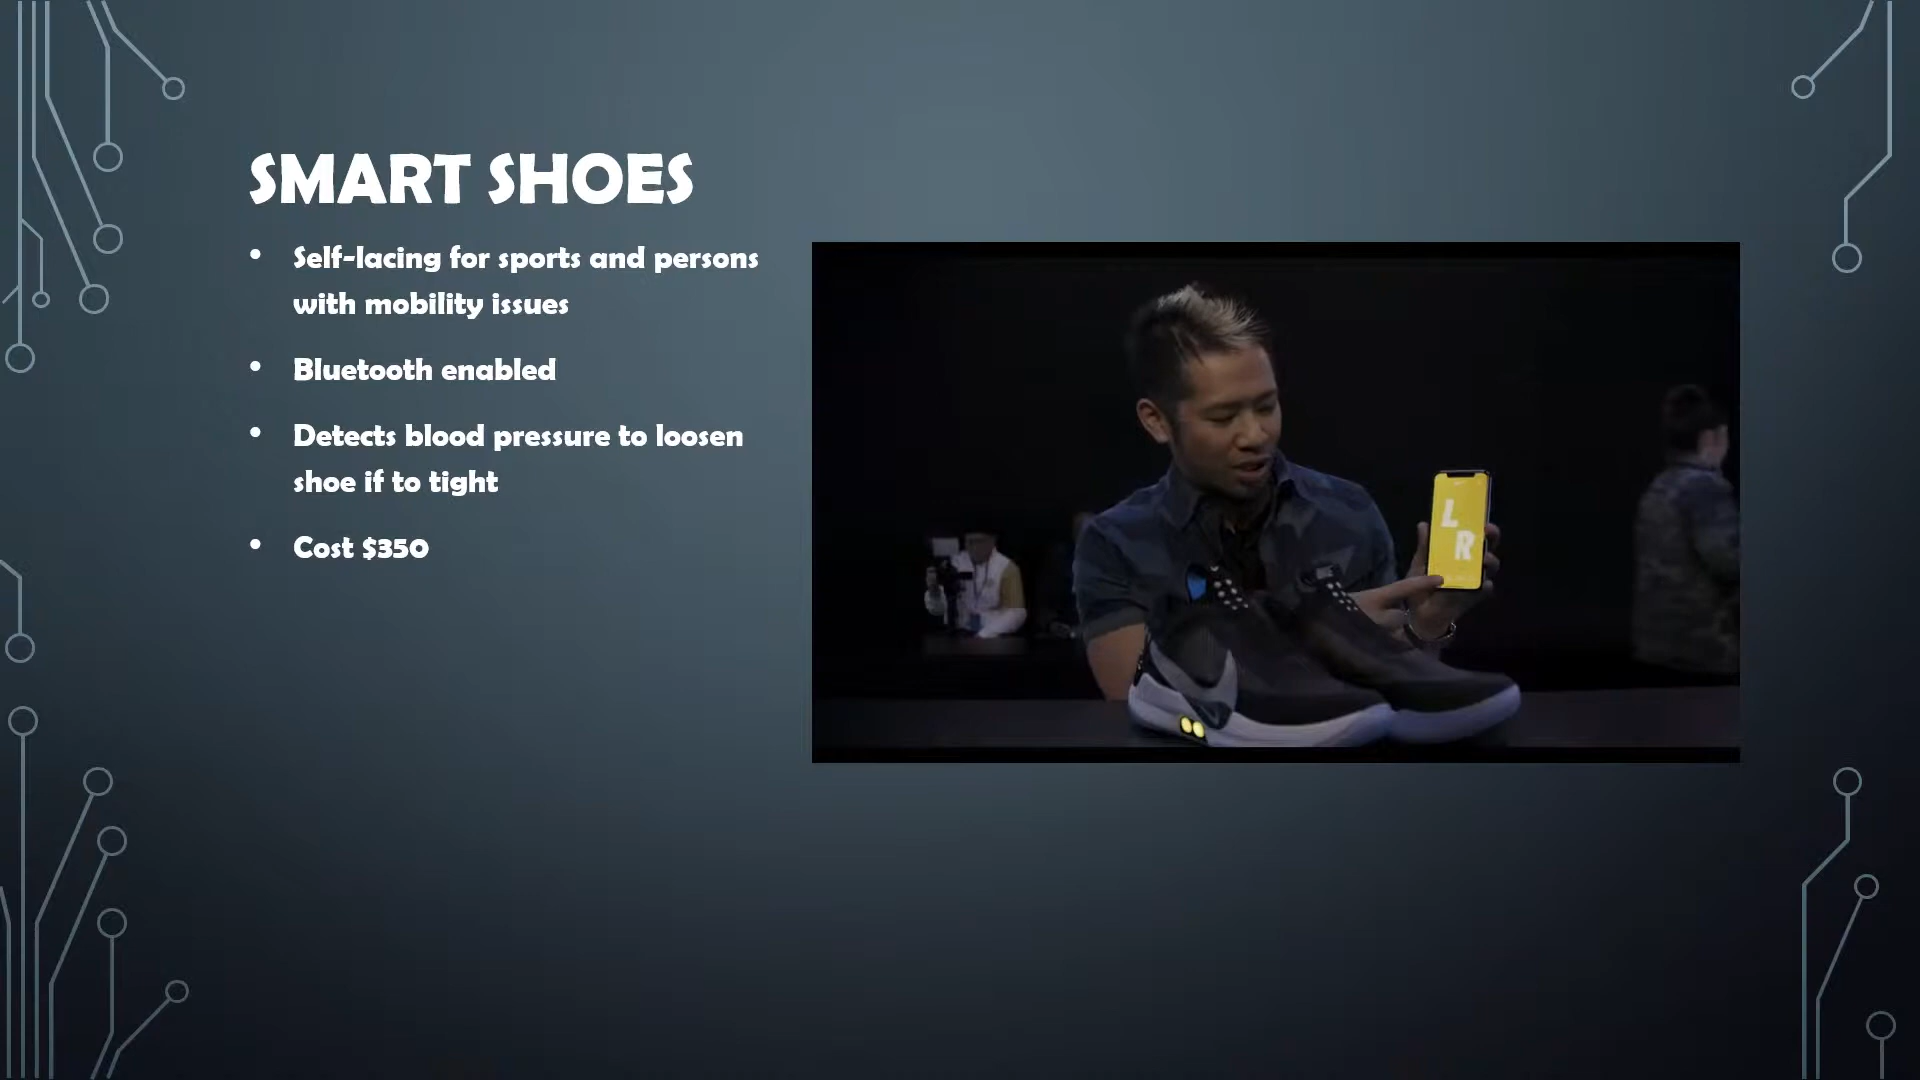 SMART SHOES
• Self-lacing for sports and persons
with mobility issues
• Bluetooth enabled
• Detects blood pressure to loosen
shoe if to tight
• Cost $350
L
R